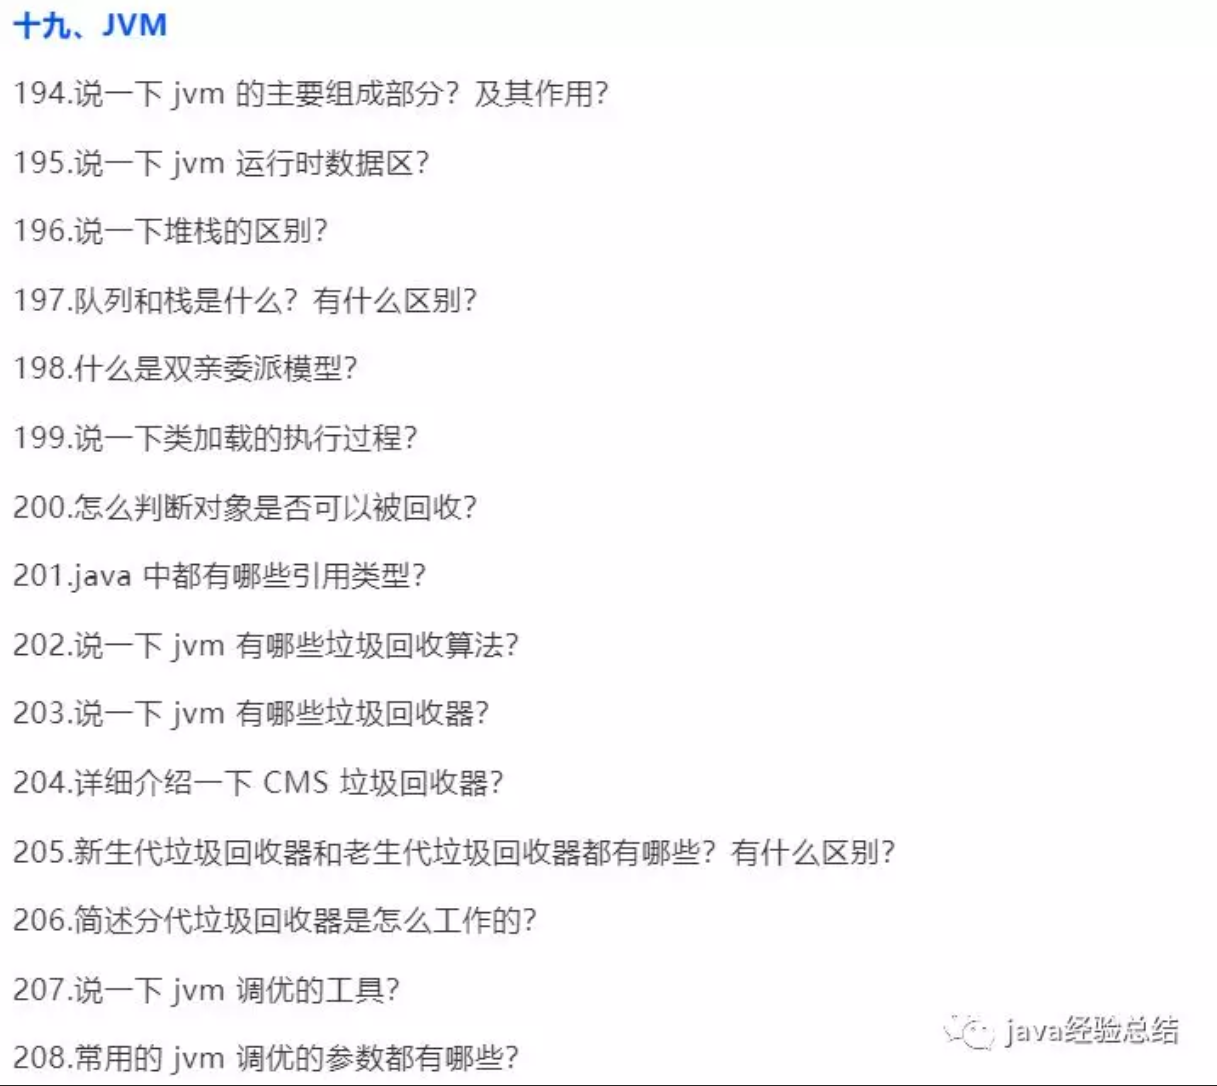 十九、JVM
194.说一下 jvm 的主要组成部分？及其作用？
195.说一下 jvm 运行时数据区？
196.说一下堆栈的区别？
197.队列和栈是什么？有什么区别？
198.什么是双亲委派模型？
199.说一下类加载的执行过程？
200.怎么判断对象是否可以被回收？
201.java 中都有哪些引用类型？
202.说一下 jvm 有哪些垃圾回收算法？
203.说一下 jvm 有哪些垃圾回收器？
204.详细介绍一下 CMS 垃圾回收器？
205.新生代垃圾回收器和老生代垃圾回收器都有哪些？有什么区别？
206.简述分代垃圾回收器是怎么工作的？
207.说一下 jvm 调优的工具？
java经验总结
208.常用的 jvm 调优的参数都有哪些？